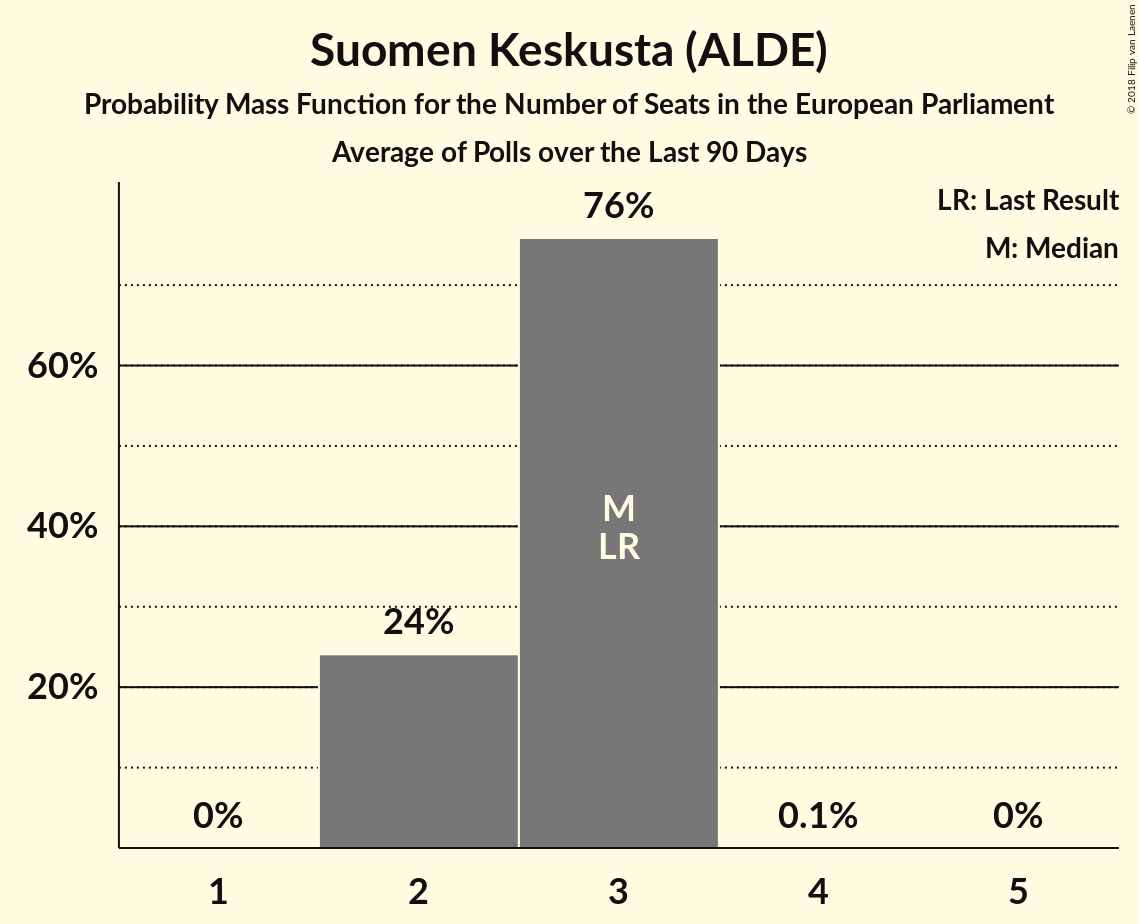 Suomen Keskusta (ALDE)
Probability Mass Function for the Number of Seats in the European Parliament
Average of Polls over the Last 90 Days
© 2018 Filip van Laenen
LR: Last Result
M: Median
76%
60%
40%
20%
M
LR
24%
0%
0.1%
0%
1
2
3
4
5